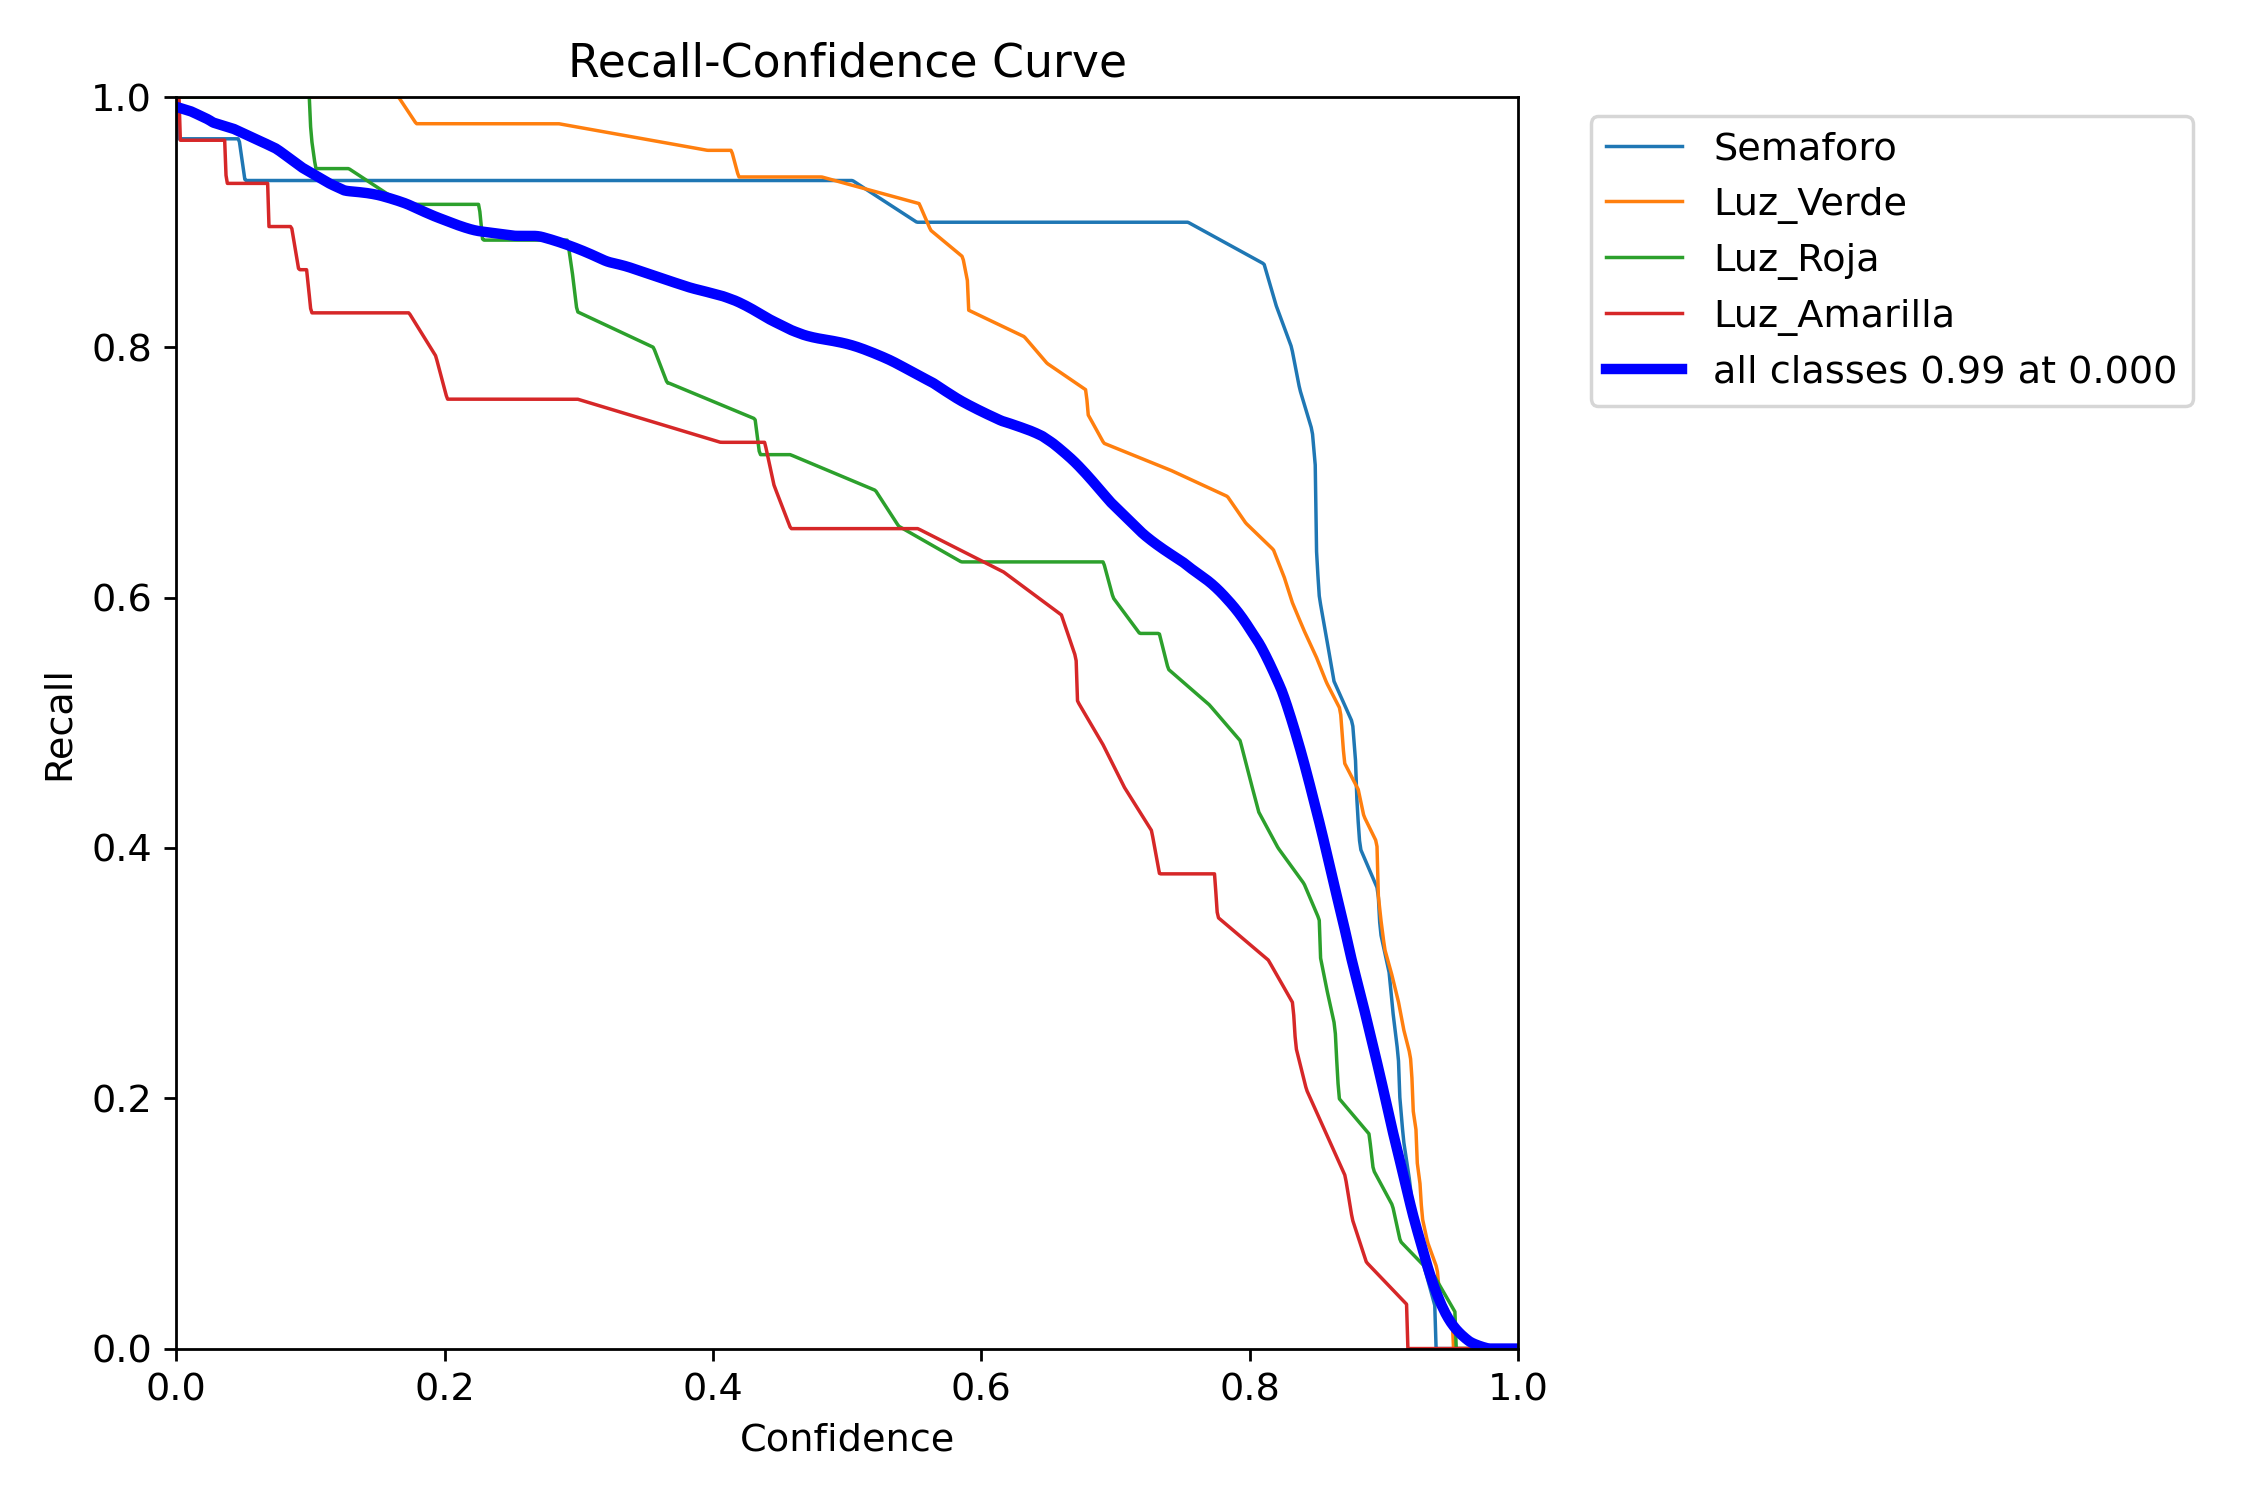 Recall-Confidence Curve
1.0
0.8
0.6
0.4
0.2
0.0
Recall
0.0 0.2 0.4 0.6 0.8 1.0
Confidence
Semaforo
Luz_Verde
Luz_Roja
Luz_Amarilla
all classes 0.99 at 0.000